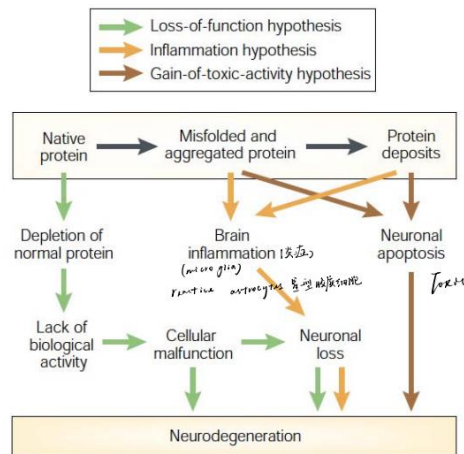 Loss-of-function hypothesis
Inflammation hypothesis
Gain-of-toxic-activity hypothesis
Native
protein
Misfolded and
aggregated protein
Protein
deposits
Depletion of
normal protein
Brain
inflammation (炎症)
(microglia)
reactive astrocytes 星型胶质细胞
Neuronal
apoptosis
Lack of
biological
activity
Cellular
malfunction
Neuronal
loss
Neurodegeneration